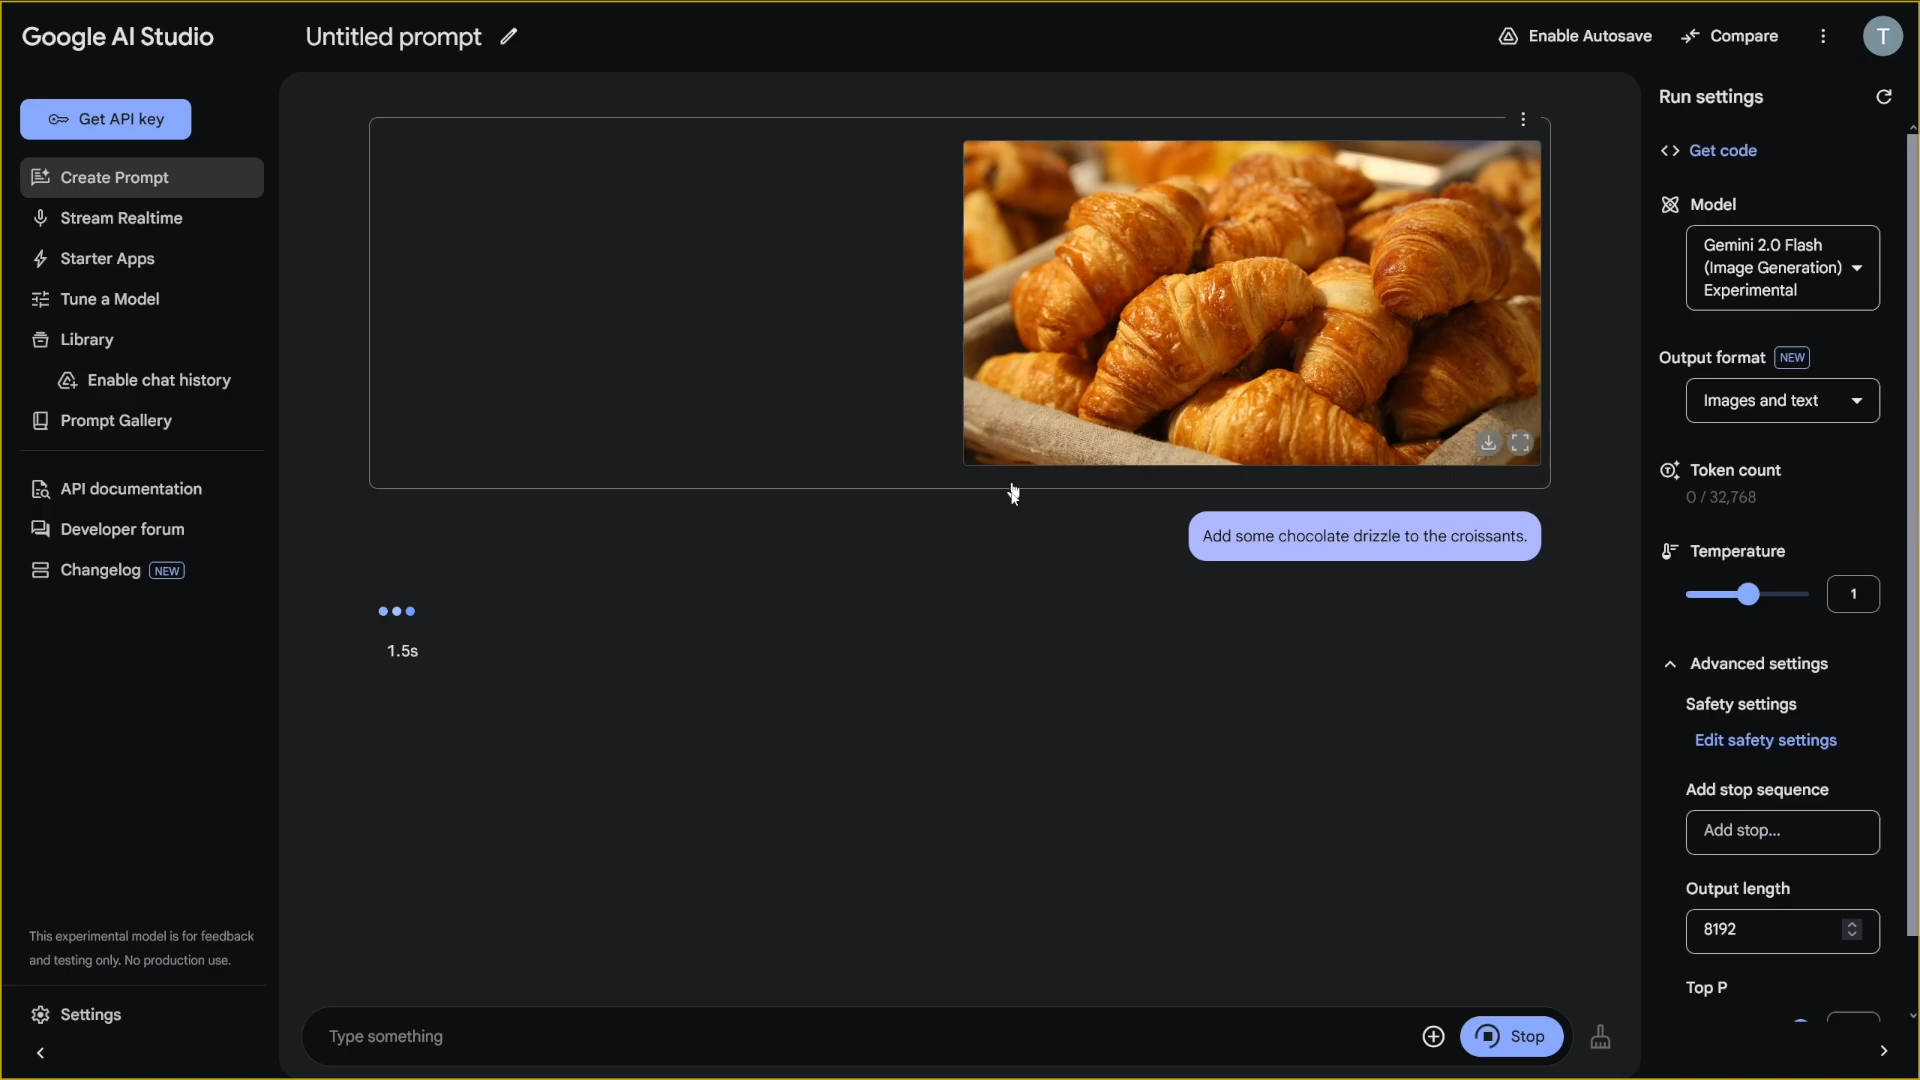 Google AI Studio
Untitled prompt
Enable Autosave
Compare
T
Get API key
Create Prompt
Stream Realtime
Starter Apps
Tune a Model
Library
Enable chat history
Prompt Gallery
API documentation
Developer forum
Changelog NEW
This experimental model is for feedback
and testing only. No production use.
Settings
Add some chocolate drizzle to the croissants.
1.5s
Type something
Stop
Run settings
<> Get code
Model
Gemini 2.0 Flash
(Image Generation)
Experimental
Output format NEW
Images and text
Token count
0 / 32,768
Temperature
1
Advanced settings
Safety settings
Edit safety settings
Add stop sequence
Add stop...
Output length
8192
Top P